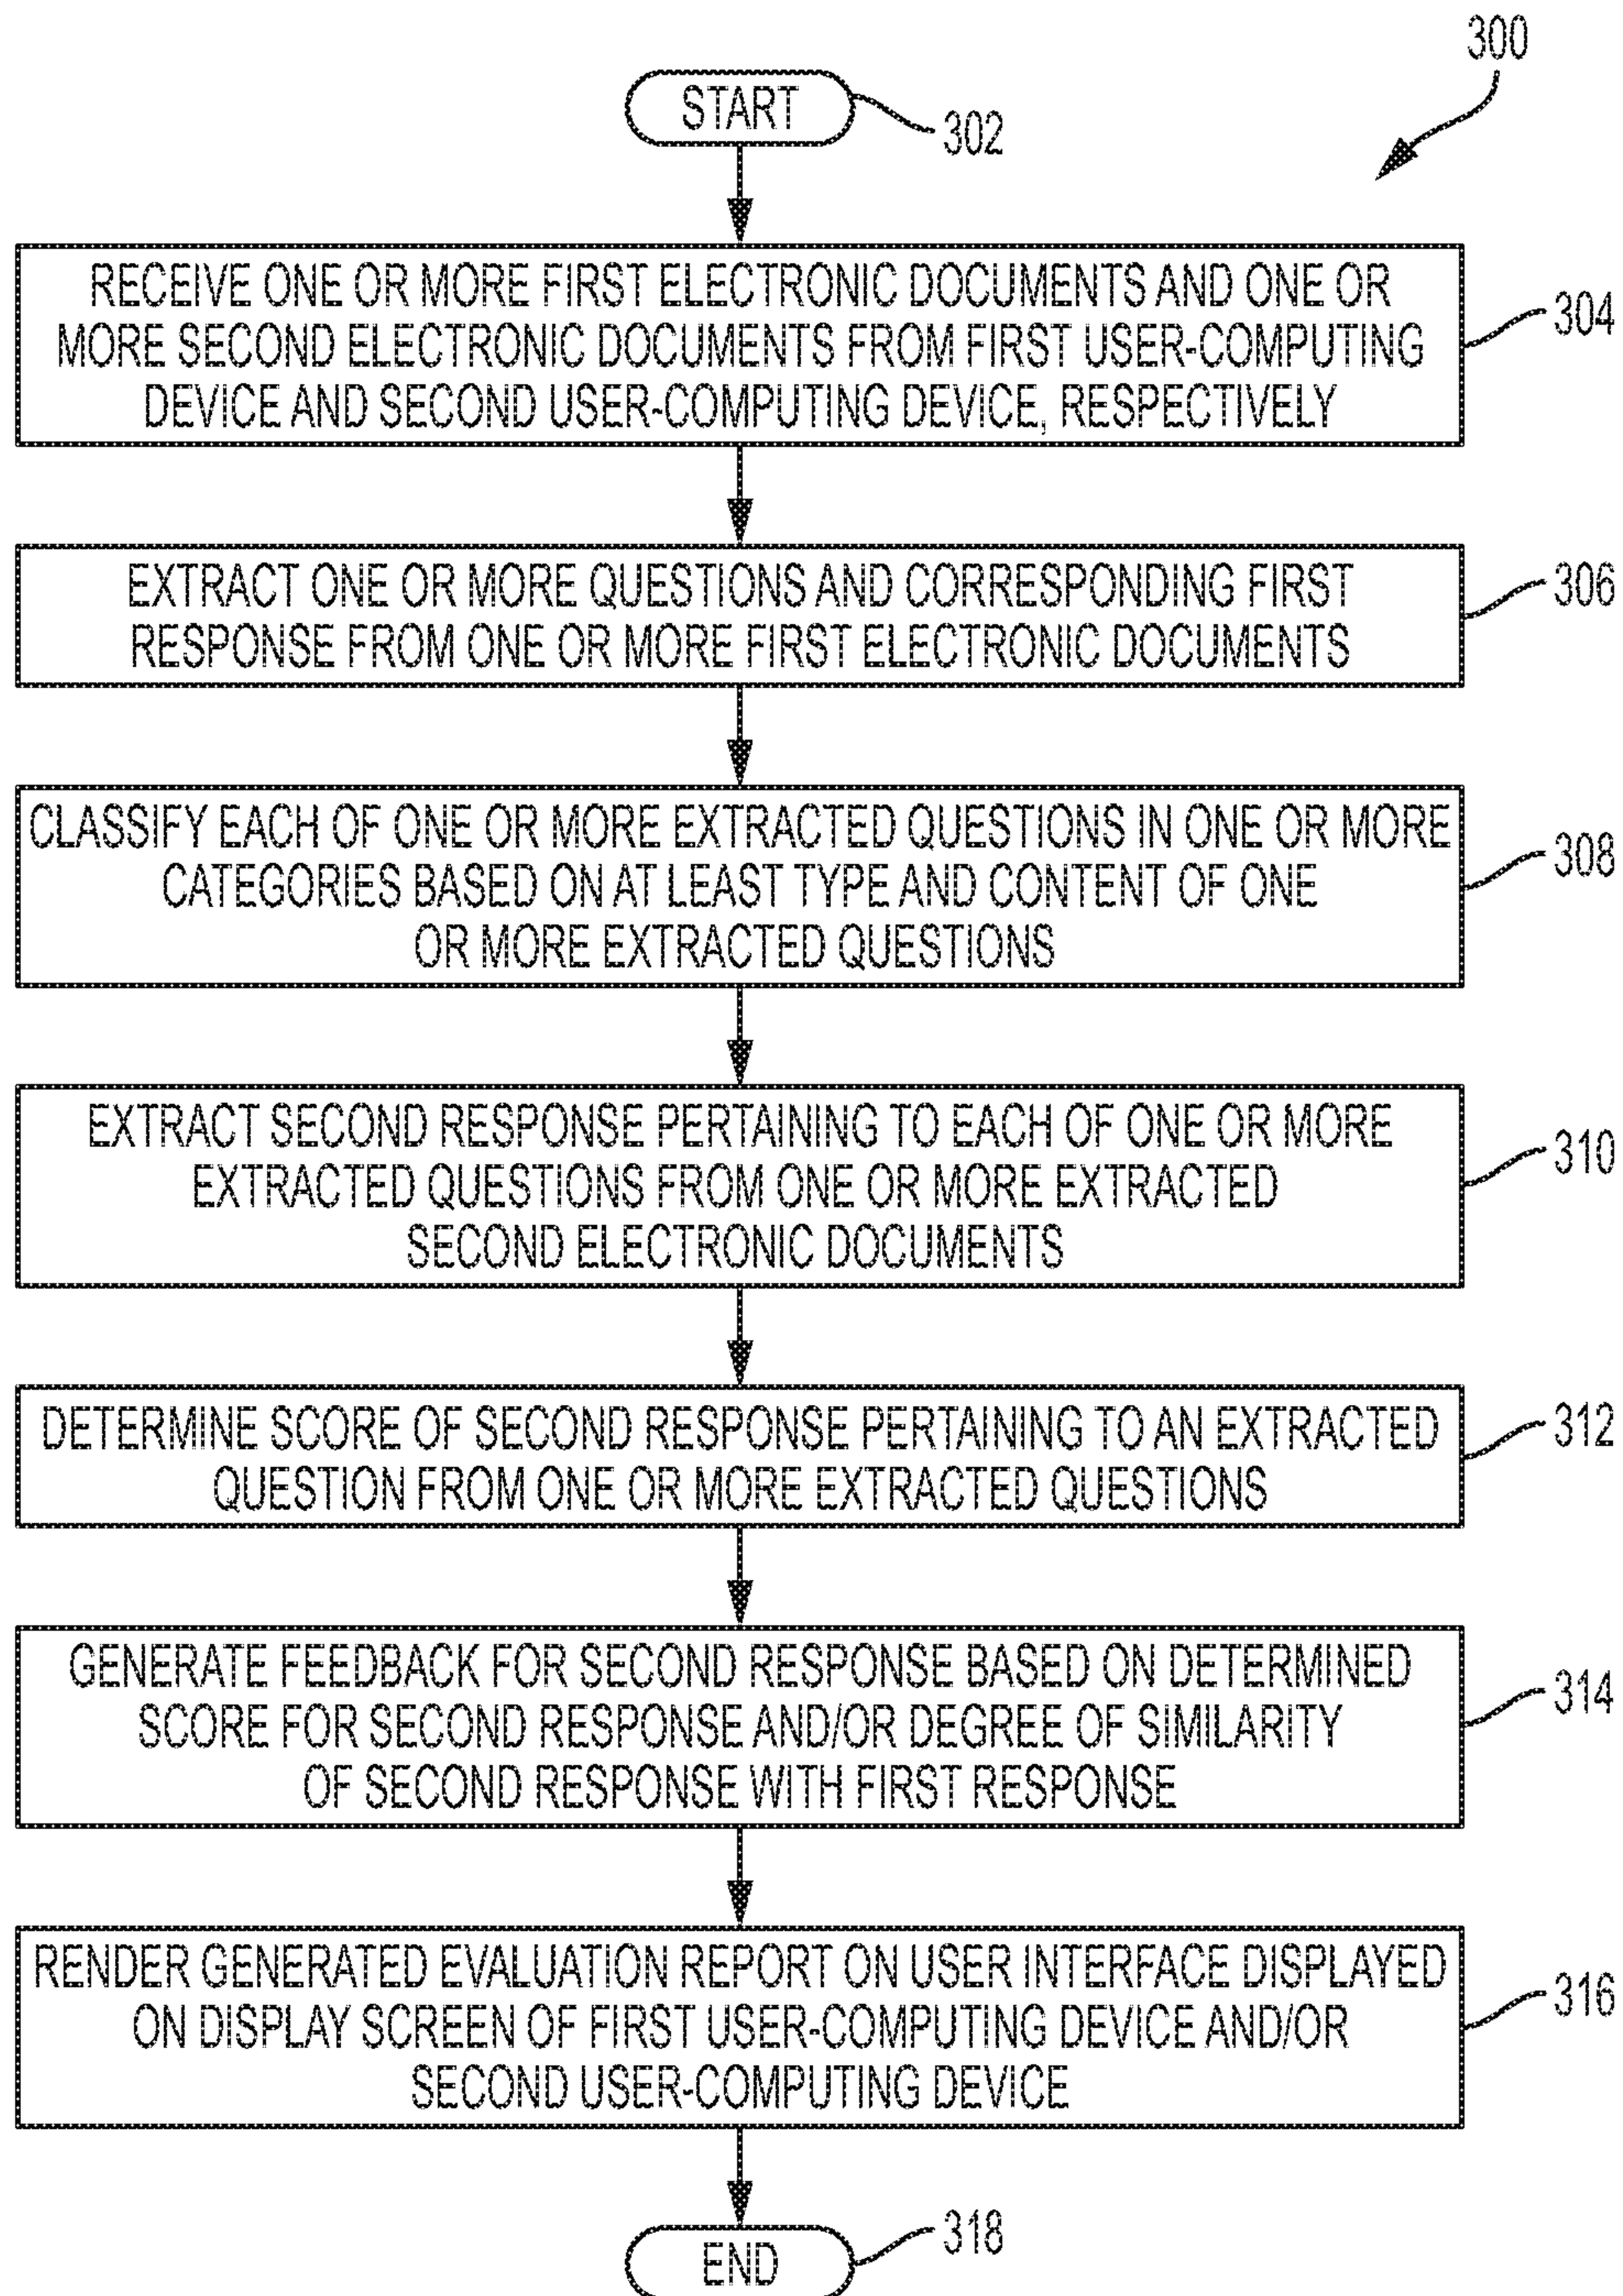 300
START
302
RECEIVE ONE OR MORE FIRST ELECTRONIC DOCUMENTS AND ONE OR
MORE SECOND ELECTRONIC DOCUMENTS FROM FIRST USER-COMPUTING
DEVICE AND SECOND USER-COMPUTING DEVICE, RESPECTIVELY
304
EXTRACT ONE OR MORE QUESTIONS AND CORRESPONDING FIRST
RESPONSE FROM ONE OR MORE FIRST ELECTRONIC DOCUMENTS
306
CLASSIFY EACH OF ONE OR MORE EXTRACTED QUESTIONS IN ONE OR MORE
CATEGORIES BASED ON AT LEAST TYPE AND CONTENT OF ONE
OR MORE EXTRACTED QUESTIONS
308
EXTRACT SECOND RESPONSE PERTAINING TO EACH OF ONE OR MORE
EXTRACTED QUESTIONS FROM ONE OR MORE EXTRACTED
SECOND ELECTRONIC DOCUMENTS
310
DETERMINE SCORE OF SECOND RESPONSE PERTAINING TO AN EXTRACTED
QUESTION FROM ONE OR MORE EXTRACTED QUESTIONS
312
GENERATE FEEDBACK FOR SECOND RESPONSE BASED ON DETERMINED
SCORE FOR SECOND RESPONSE AND/OR DEGREE OF SIMILARITY
OF SECOND RESPONSE WITH FIRST RESPONSE
314
RENDER GENERATED EVALUATION REPORT ON USER INTERFACE DISPLAYED
ON DISPLAY SCREEN OF FIRST USER-COMPUTING DEVICE AND/OR
SECOND USER-COMPUTING DEVICE
316
END
318